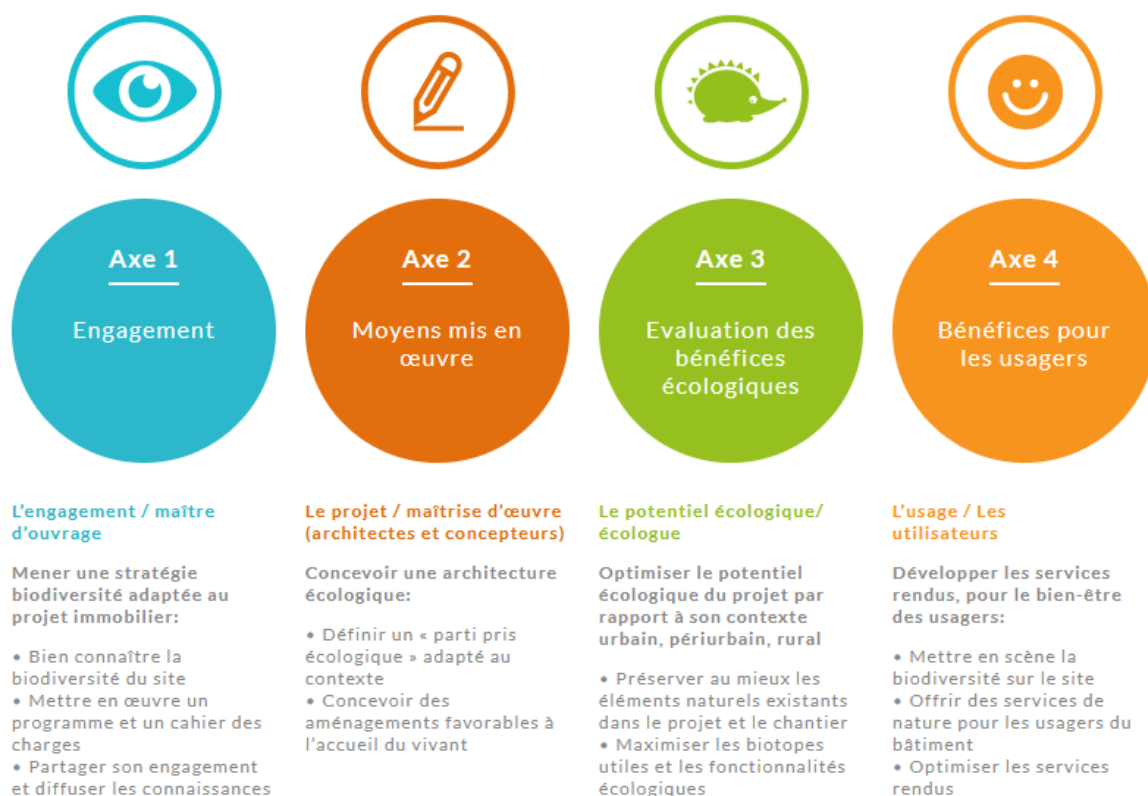 Axe 1
Engagement
L'engagement / maître
d'ouvrage
Mener une stratégie
biodiversité adaptée au
projet immobilier:
• Bien connaître la
biodiversité du site
• Mettre en œuvre un
programme et un cahier des
charges
• Partager son engagement
et diffuser les connaissances
Axe 2
Moyens mis en
œuvre
Le projet / maîtrise d'œuvre
(architectes et concepteurs)
Concevoir une architecture
écologique:
• Définir un « parti pris
écologique » adapté au
contexte
• Concevoir des
aménagements favorables à
l'accueil du vivant
Axe 3
Evaluation des
bénéfices
écologiques
Le potentiel écologique/
écologue
Optimiser le potentiel
écologique du projet par
rapport à son contexte
urbain, périurbain, rural
• Préserver au mieux les
éléments naturels existants
dans le projet et le chantier
• Maximiser les biotopes
utiles et les fonctionnalités
écologiques
Axe 4
Bénéfices pour
les usagers
L'usage / Les
utilisateurs
Développer les services
rendus, pour le bien-être
des usagers:
• Mettre en scène la
biodiversité sur le site
• Offrir des services de
nature pour les usagers du
bâtiment
• Optimiser les services
rendus